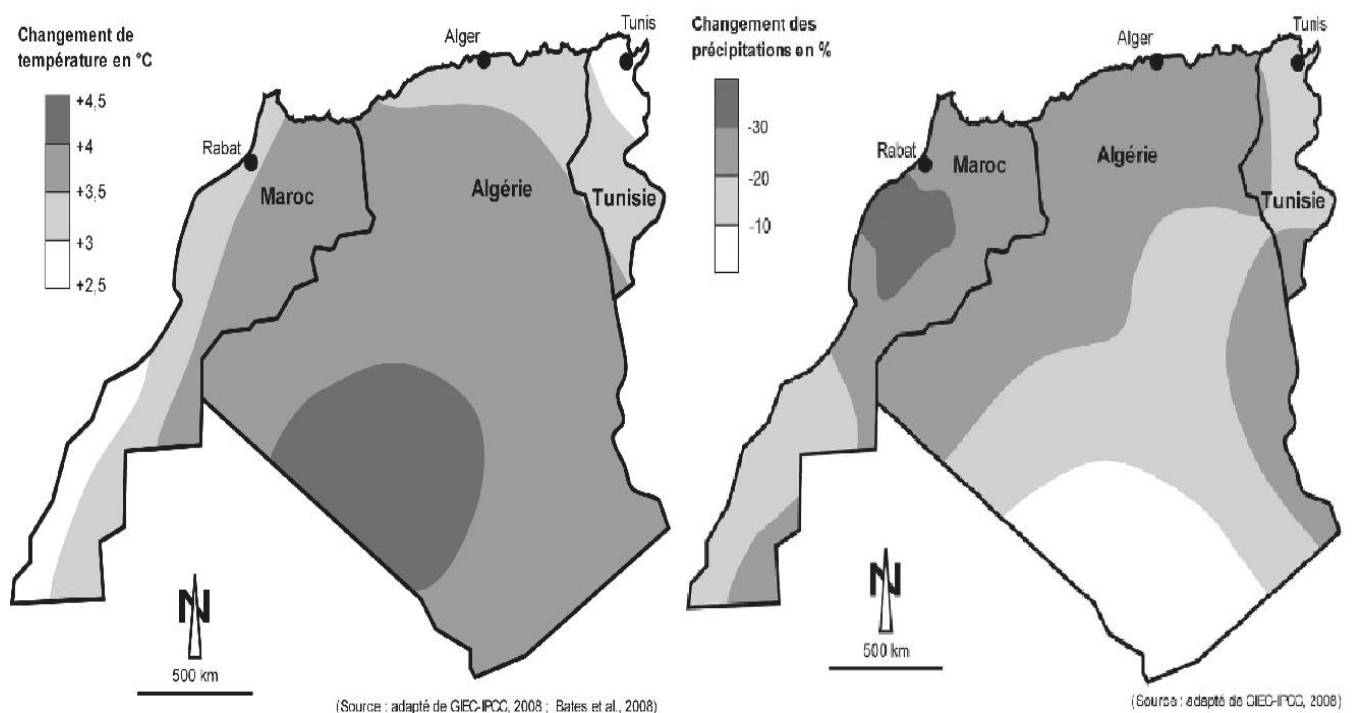 Changement de
température en °C
+4,5
+4
+3,5
+3
+2,5
Tunis
Alger
Rabat
Maroc
Algérie
Tunisie
N
500 km
(Source : adapté de GIEC-IPCC, 2008 ; Bates et al., 2008)
Changement des
précipitations en %
-30
-20
-10
Tunis
Alger
Rabat
Maroc
Algérie
Tunisie
N
500 km
(Source : adapté de GIEC-IPCC, 2008)